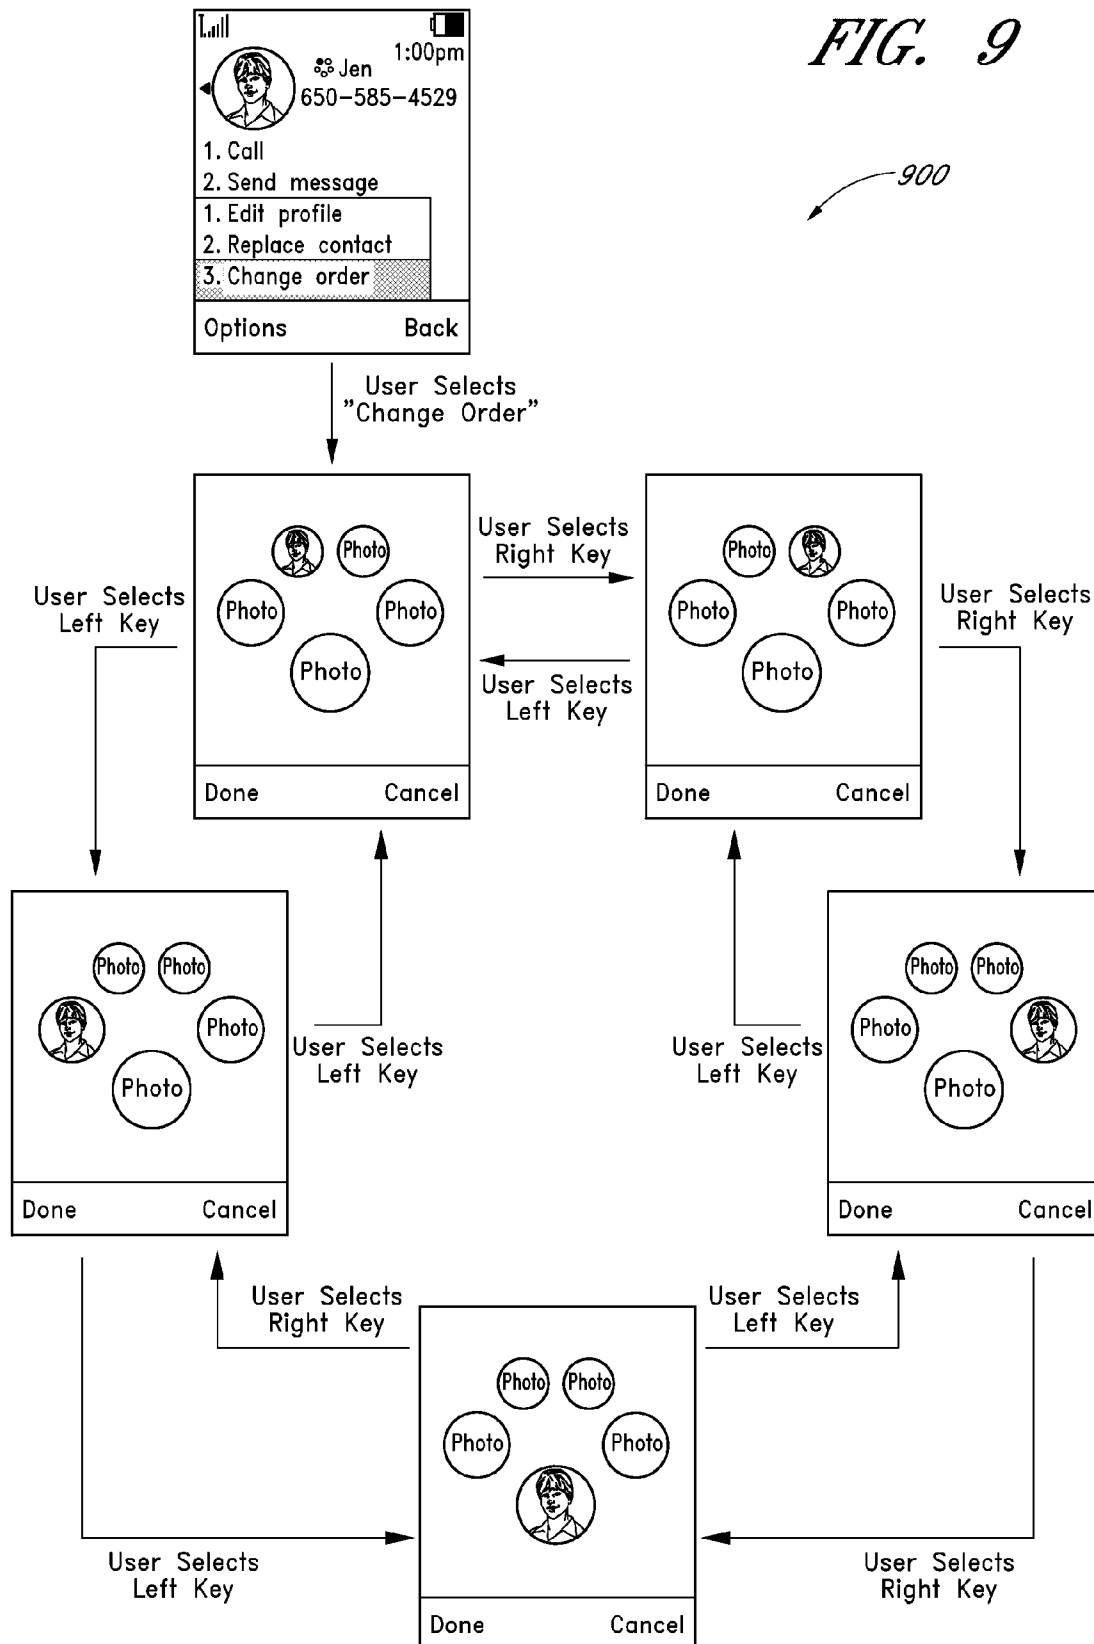 FIG. 9
1:00pm
Jen
650-585-4529
900
1. Call
2. Send message
1. Edit profile
2. Replace contact
3. Change order
Options Back
User Selects
"Change Order"
Photo
Photo Photo
Photo
Done Cancel
User Selects
Right Key
User Selects
Left Key
Photo
Photo Photo
Photo
Done Cancel
User Selects
Left Key
User Selects
Right Key
Photo Photo
Photo
Photo
Done Cancel
User Selects
Left Key
User Selects
Left Key
Photo Photo
Photo
Photo
Done Cancel
User Selects
Right Key
User Selects
Left Key
Photo Photo
Photo Photo
Done Cancel
User Selects
Left Key
User Selects
Right Key